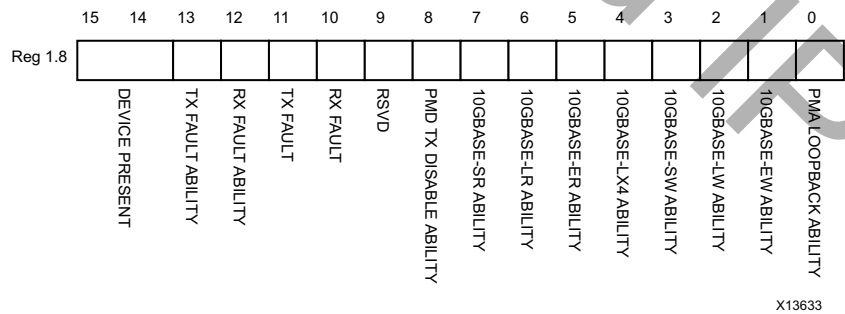 15 14 13 12 11 10 9 8 7 6 5 4 3 2 1 0
Reg 1.8
DEVICE PRESENT
TX FAULT ABILITY
RX FAULT ABILITY
TX FAULT
RX FAULT
RSVD
PMD TX DISABLE ABILITY
10GBASE-SR ABILITY
10GBASE-LR ABILITY
10GBASE-ER ABILITY
10GBASE-LX4 ABILITY
10GBASE-SW ABILITY
10GBASE-LW ABILITY
10GBASE-EW ABILITY
PMA LOOPBACK ABILITY
X13633